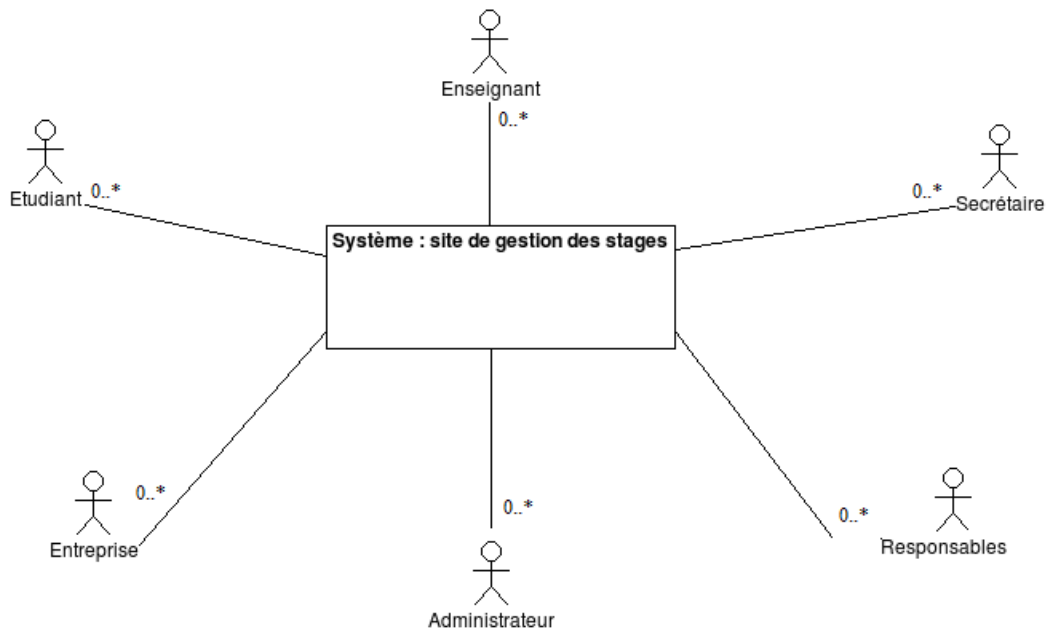 Enseignant
0..*
Etudiant
0..*
0..*
Secrétaire
Système : site de gestion des stages
0..*
Entreprise
0..*
Administrateur
0..*
Responsables